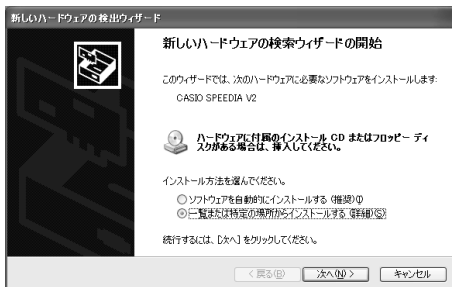 新しいハードウェアの検出ウィザード
新しいハードウェアの検索ウィザードの開始
このウィザードでは、次のハードウェアに必要なソフトウェアをインストールします:
CASIO SPEEDIA V2
ハードウェアに付属のインストール CD またはフロッピー ディ
スクがある場合は、挿入してください。
インストール方法を選んでください。
ソフトウェアを自動的にインストールする (推奨)(I)
一覧または特定の場所からインストールする (詳細)(S)
続行するには、[次へ] をクリックしてください。
< 戻る(B) 次へ(N) > キャンセル